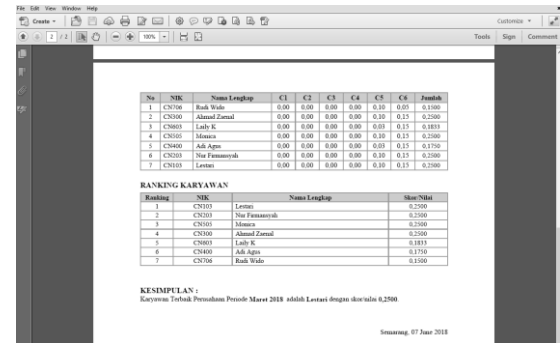 File Edit View Window Help
Create
Customize
2 / 2
100%
Tools Sign Comment
No NIK Nama Lengkap C1 C2 C3 C4 C5 C6 Jumlah
1 CN706 Rudi Wido 0,00 0,00 0,00 0,00 0,10 0,05 0,1500
2 CN300 Ahmad Zaenal 0,00 0,00 0,00 0,00 0,10 0,15 0,2500
3 CN603 Laily K 0,00 0,00 0,00 0,00 0,03 0,15 0,1833
4 CN505 Monica 0,00 0,00 0,00 0,00 0,10 0,15 0,2500
5 CN400 Adi Agus 0,00 0,00 0,00 0,00 0,03 0,15 0,1750
6 CN203 Nur Firmansyah 0,00 0,00 0,00 0,00 0,10 0,15 0,2500
7 CN103 Lestari 0,00 0,00 0,00 0,00 0,10 0,15 0,2500
RANKING KARYAWAN
Ranking NIK Nama Lengkap Skor/Nilai
1 CN103 Lestari 0,2500
2 CN203 Nur Firmansyah 0,2500
3 CN505 Monica 0,2500
4 CN300 Ahmad Zaenal 0,2500
5 CN603 Laily K 0,1833
6 CN400 Adi Agus 0,1750
7 CN706 Rudi Wido 0,1500
KESIMPULAN :
Karyawan Terbaik Perusahaan Periode Maret 2018 adalah Lestari dengan skor/nilai 0,2500.
Semarang, 07 June 2018